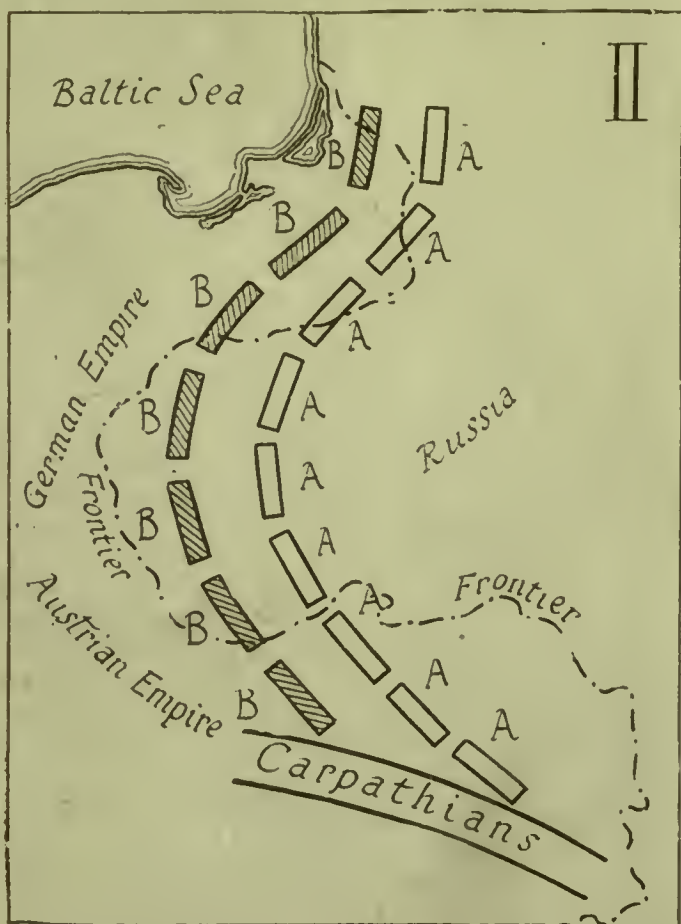 II
Baltic Sea
B
A
B
A
B
A
German Empire
B
A
Russia
Frontier
B
A
A
A
Frontier
B
Austrian Empire
A
B
A
Carpathians